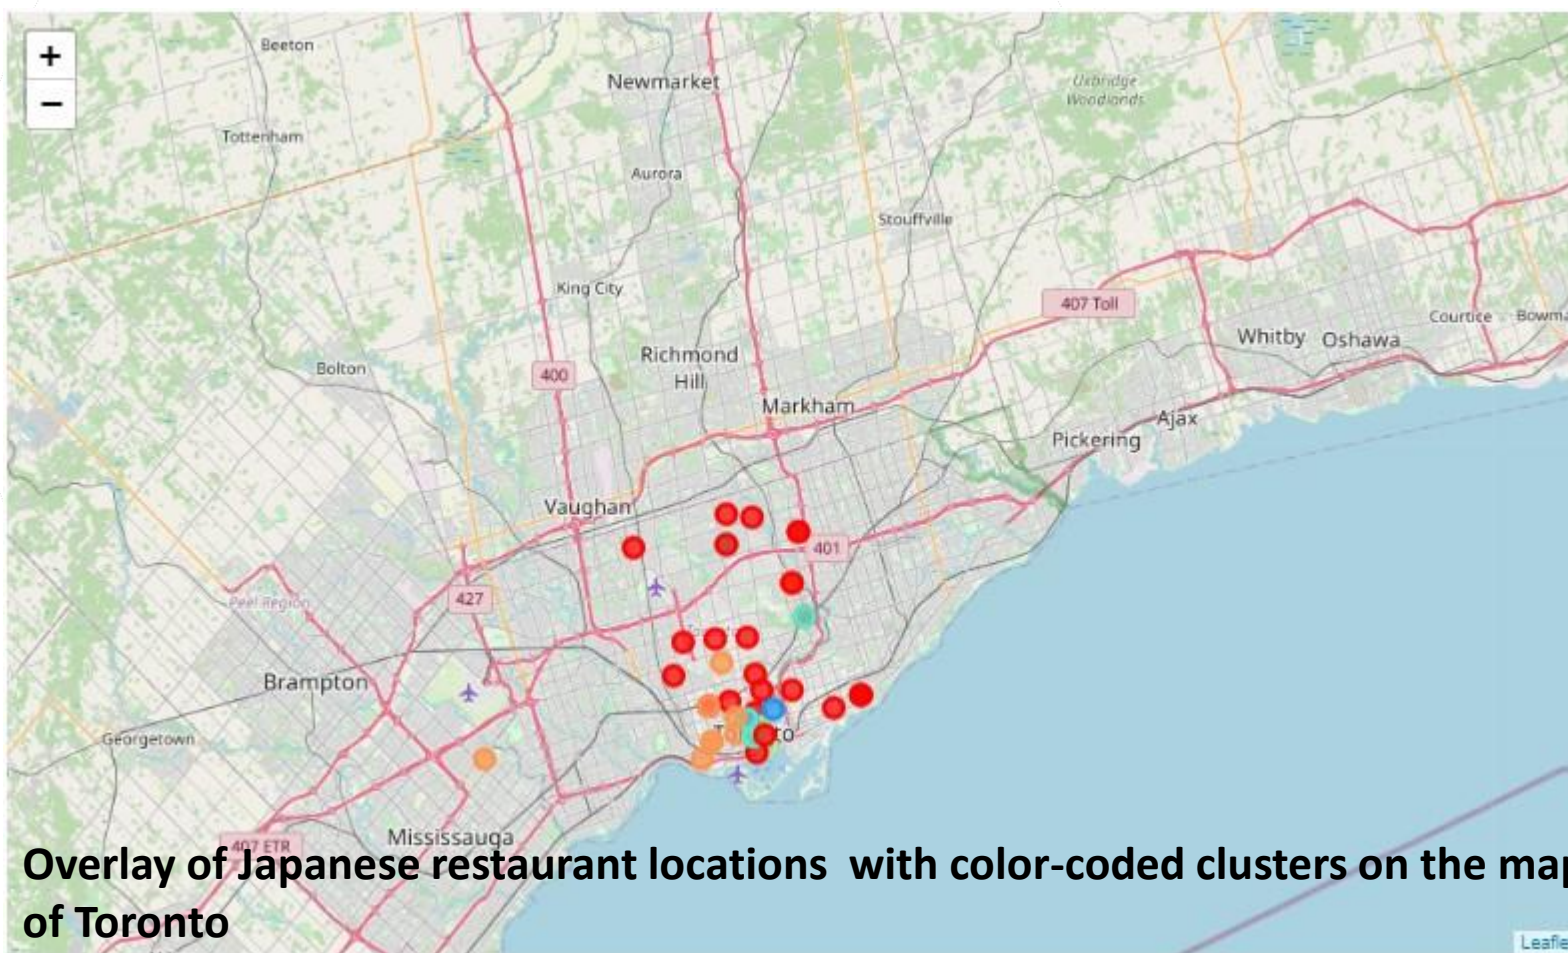 +
−
Beeton
Newmarket
Uxbridge
Woodlands
Tottenham
Aurora
Stouffville
King City
407 Toll
Courtice
Bowma
Whitby
Oshawa
Richmond
Hill
Bolton
400
Markham
Ajax
Pickering
Vaughan
401
427
Peel Region
Brampton
Georgetown
Mississauga
407 ETR
Overlay of Japanese restaurant locations with color-coded clusters on the map
of Toronto
Leafle